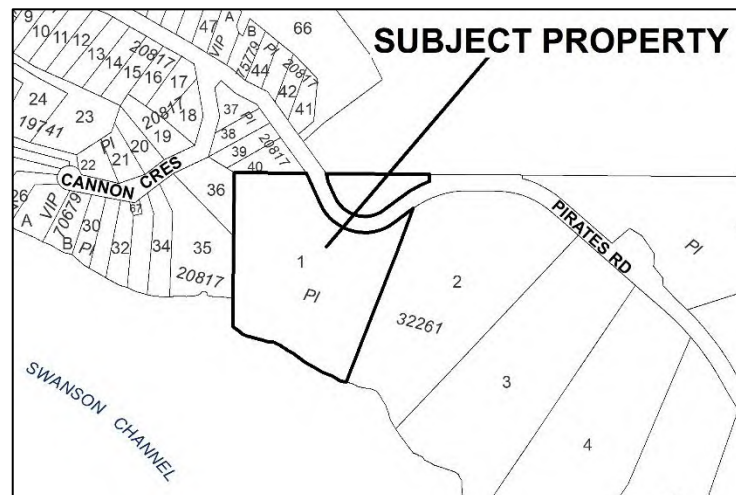 SUBJECT PROPERTY
9
10
11
12
13
14
15
16
17
18
20817
20817
47
VIP
A
B
75779
44
PI
20817
42
41
66
24
23
19741
PI
22
21
20
19
37
PI
38
39
20817
40
CANNON CRES
67
26
A
VIP
70679
B
30
PI
32
34
35
36
20817
1
PI
2
32261
3
4
PIRATES RD
PI
SWANSON CHANNEL